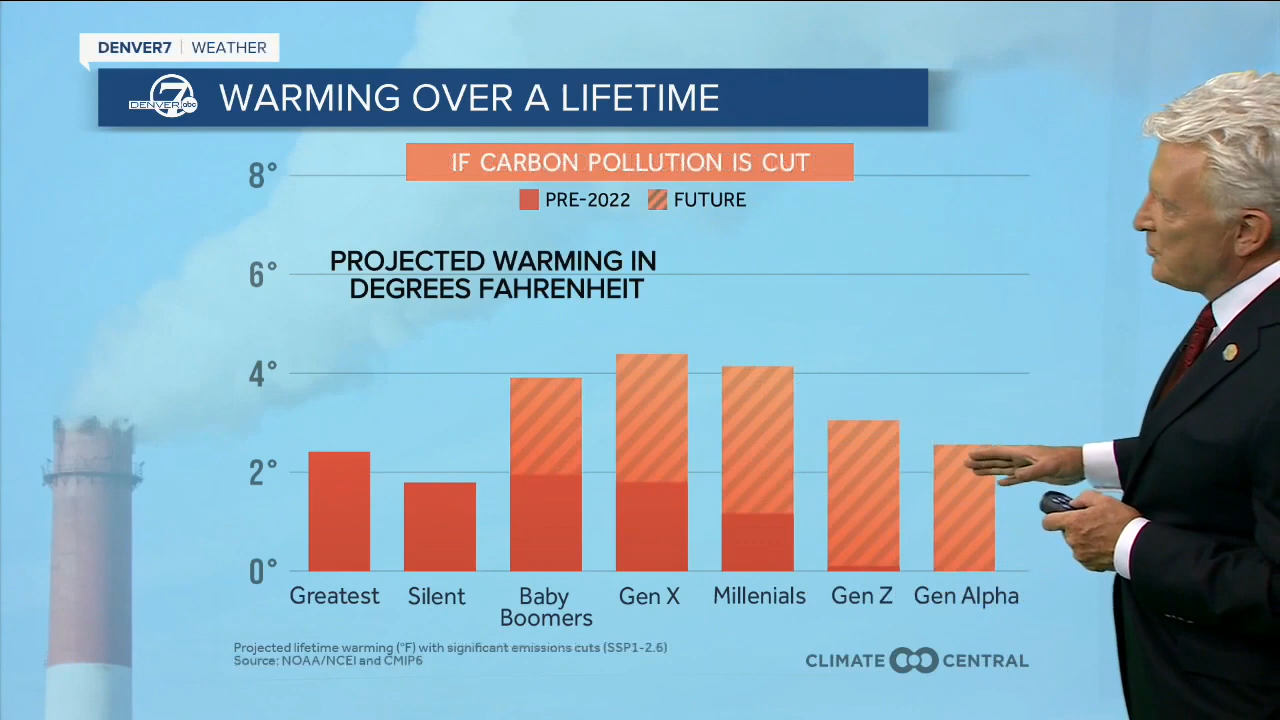 DENVER7 | WEATHER
7 DENVER abc
WARMING OVER A LIFETIME
IF CARBON POLLUTION IS CUT
8°
PRE-2022 FUTURE
PROJECTED WARMING IN
DEGREES FAHRENHEIT
6°
4°
2°
0°
Greatest Silent Baby Boomers Gen X Millenials Gen Z Gen Alpha
Projected lifetime warming (°F) with significant emissions cuts (SSP1-2.6)
Source: NOAA/NCEI and CMIP6
CLIMATE CENTRAL